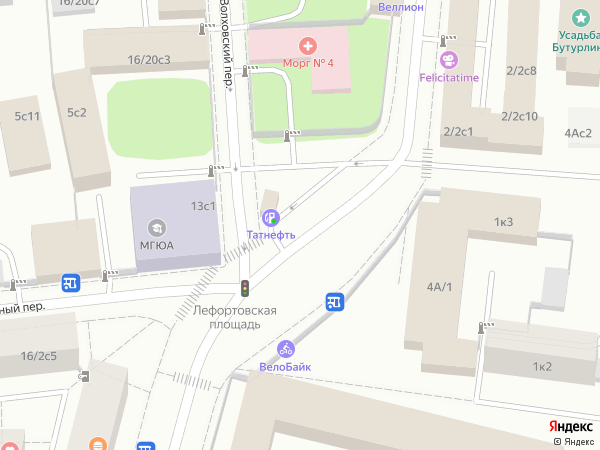 16/20с7
Веллион
Усадьба
Бутурлин
16/20с3
Волховский пер.
Морг № 4
Felicitatime
2/2с8
5с11
5с2
2/2с1
2/2с10
4Ас2
13с1
МГЮА
Татнефть
1к3
4А/1
ный пер.
Лефортовская
площадь
16/2с5
ВелоБайк
1к2
Яндекс
© Яндекс